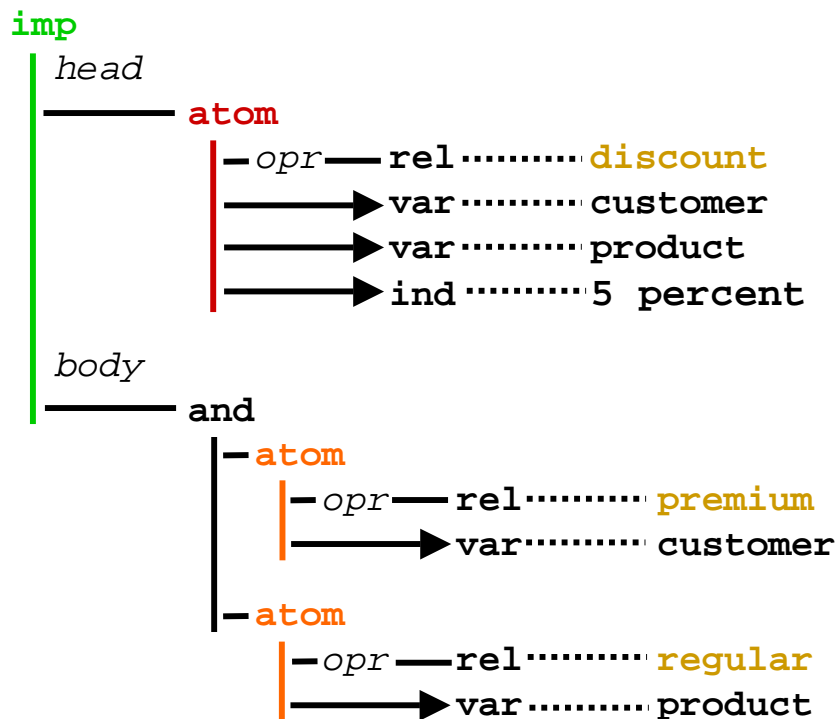 imp
head
atom
opr rel discount
var customer
var product
ind 5 percent
body
and
atom
opr rel premium
var customer
atom
opr rel regular
var product